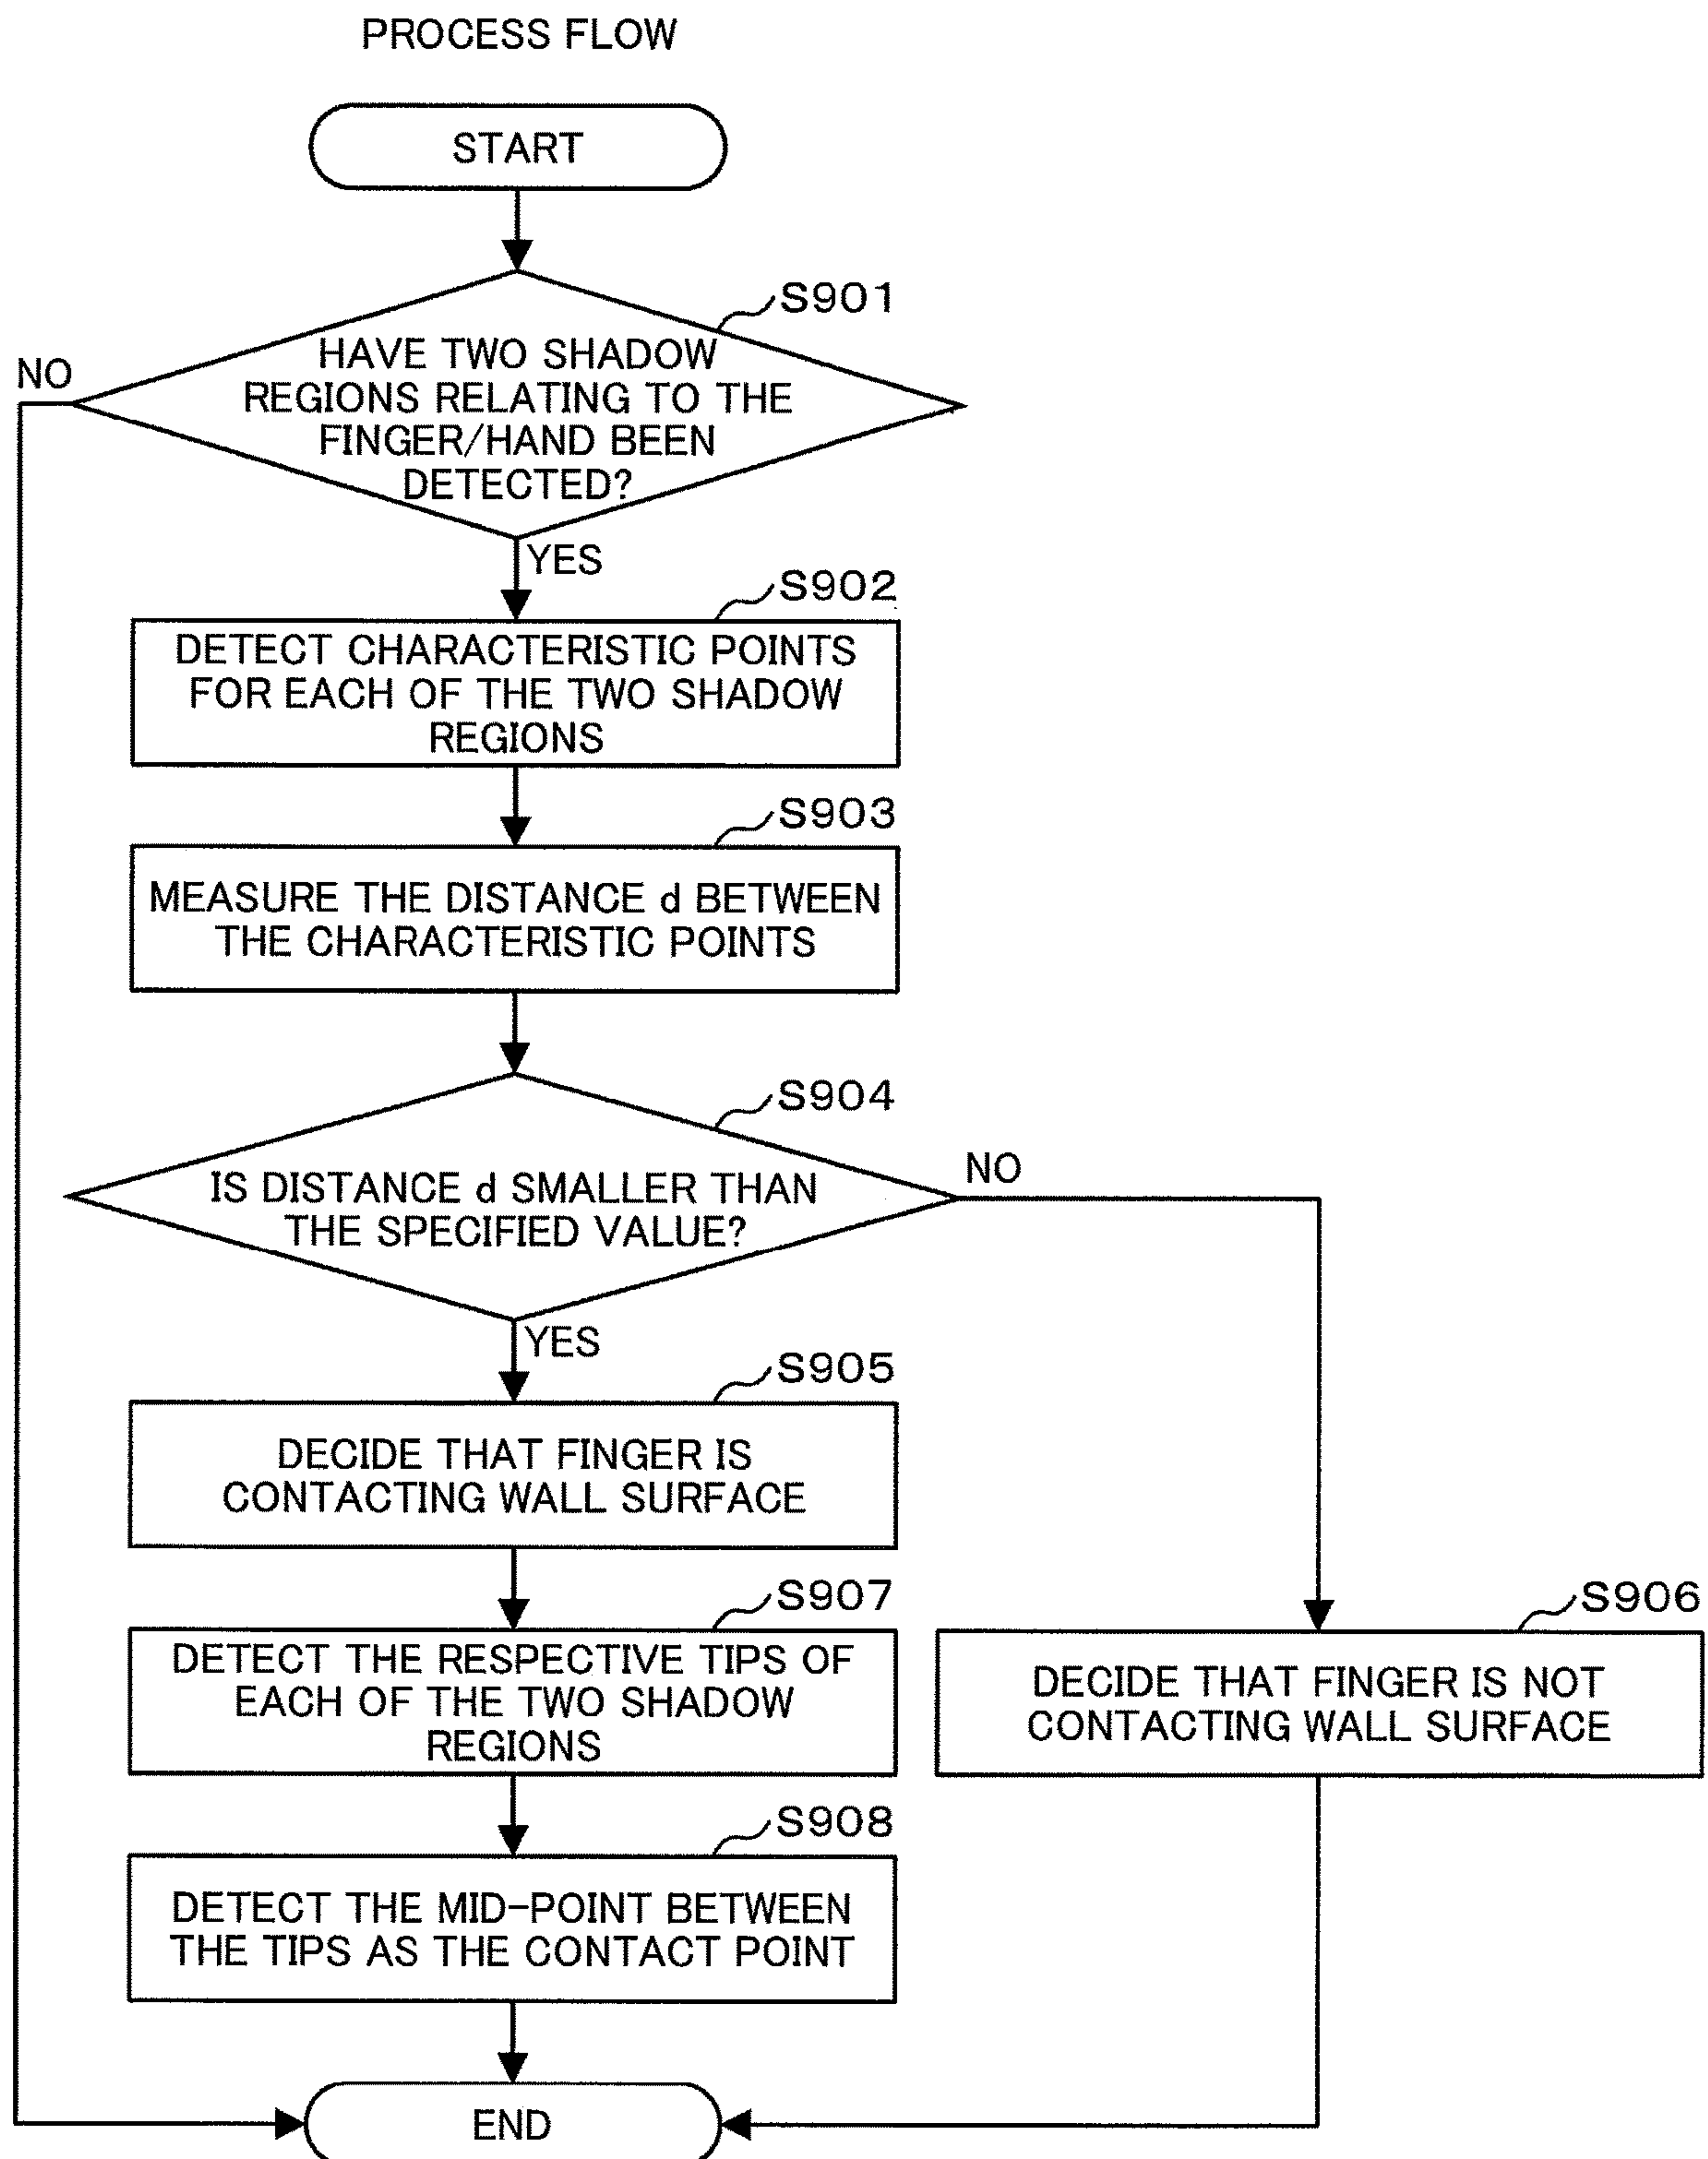 PROCESS FLOW
START
S901
HAVE TWO SHADOW
REGIONS RELATING TO THE
FINGER/HAND BEEN
DETECTED?
NO
YES
S902
DETECT CHARACTERISTIC POINTS
FOR EACH OF THE TWO SHADOW
REGIONS
S903
MEASURE THE DISTANCE d BETWEEN
THE CHARACTERISTIC POINTS
S904
IS DISTANCE d SMALLER THAN
THE SPECIFIED VALUE?
NO
YES
S905
DECIDE THAT FINGER IS
CONTACTING WALL SURFACE
S907
DETECT THE RESPECTIVE TIPS OF
EACH OF THE TWO SHADOW
REGIONS
S906
DECIDE THAT FINGER IS NOT
CONTACTING WALL SURFACE
S908
DETECT THE MID-POINT BETWEEN
THE TIPS AS THE CONTACT POINT
END